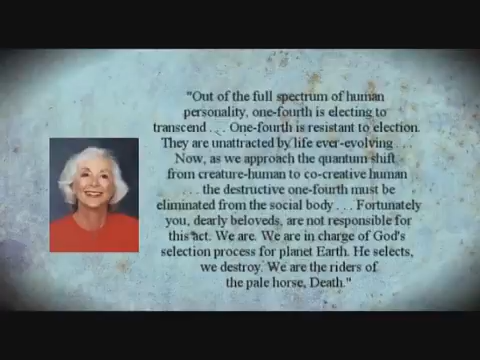 "Out of the full spectrum of human
personality, one-fourth is electing to
transcend . . . One-fourth is resistant to election.
They are unattracted by life ever-evolving . . .
Now, as we approach the quantum shift
from creature-human to co-creative human
. . . the destructive one-fourth must be
eliminated from the social body . . . Fortunately
you, dearly beloveds, are not responsible for
this act. We are. We are in charge of God's
selection process for planet Earth. He selects,
we destroy. We are the riders of
the pale horse, Death."